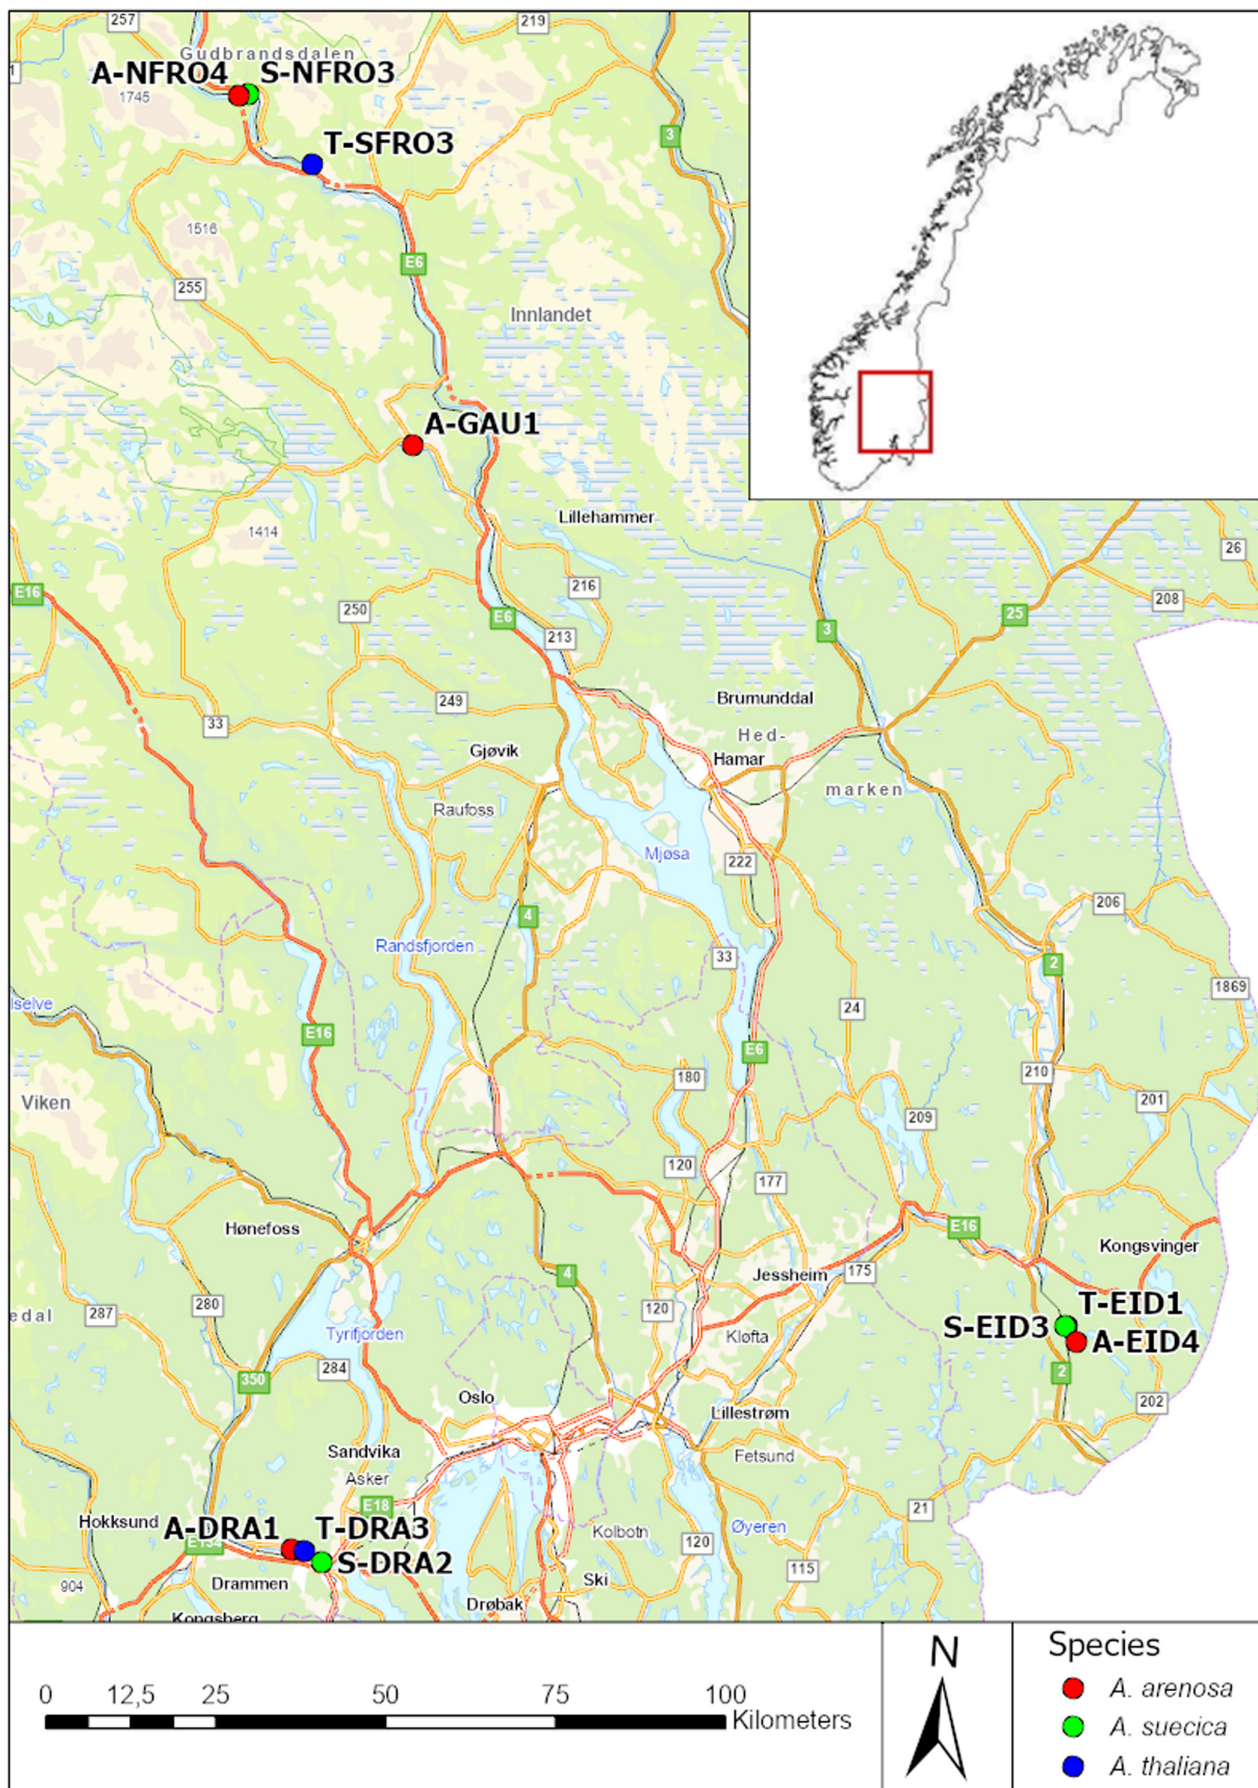 257
219
Gudbrandsdalen
A-NFRO4
S-NFRO3
1745
3
T-SFRO3
1516
E6
255
Innlandet
A-GAU1
Lillehammer
1414
26
E16
216
208
250
25
E6
3
213
Brumunddal
249
33
Hed-
Gjøvik
Hamar
marken
Raufoss
Mjøsa
222
206
4
Randsfjorden
33
2
lselve
1869
24
E16
E6
210
180
Viken
201
209
120
177
Hønefoss
E16
Kongsvinger
175
Jessheim
4
edal
287
280
120
T-EID1
S-EID3
Tyrifjorden
Kløfta
A-EID4
284
350
2
Oslo
202
Lillestrøm
Sandvika
Fetsund
Asker
E18
21
Hokksund
A-DRA1
T-DRA3
Øyeren
Kolbotn
E134
120
S-DRA2
115
904
Drammen
Ski
Drøbak
Kongsberg
N
Species
0 12,5 25 50 75 100
Kilometers
A. arenosa
A. suecica
A. thaliana